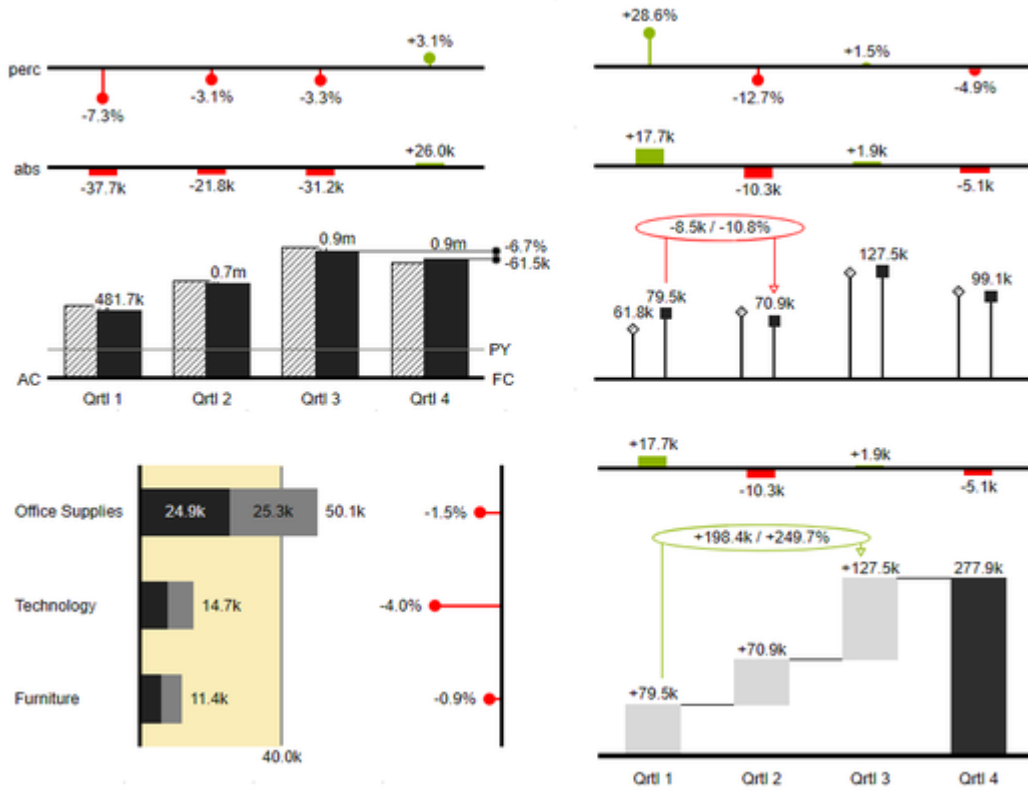 +3.1%
perc
-7.3%
-3.1%
-3.3%
+26.0k
abs
-37.7k
-21.8k
-31.2k
481.7k
0.7m
0.9m
0.9m
-6.7%
-61.5k
PY
AC
FC
Qrtl 1
Qrtl 2
Qrtl 3
Qrtl 4
+28.6%
-12.7%
+1.5%
-4.9%
+17.7k
-10.3k
+1.9k
-5.1k
-8.5k / -10.8%
61.8k
79.5k
70.9k
127.5k
99.1k
Office Supplies
24.9k
25.3k
50.1k
-1.5%
Technology
14.7k
-4.0%
Furniture
11.4k
-0.9%
40.0k
+17.7k
-10.3k
+1.9k
-5.1k
+198.4k / +249.7%
+79.5k
+70.9k
+127.5k
277.9k
Qrtl 1
Qrtl 2
Qrtl 3
Qrtl 4